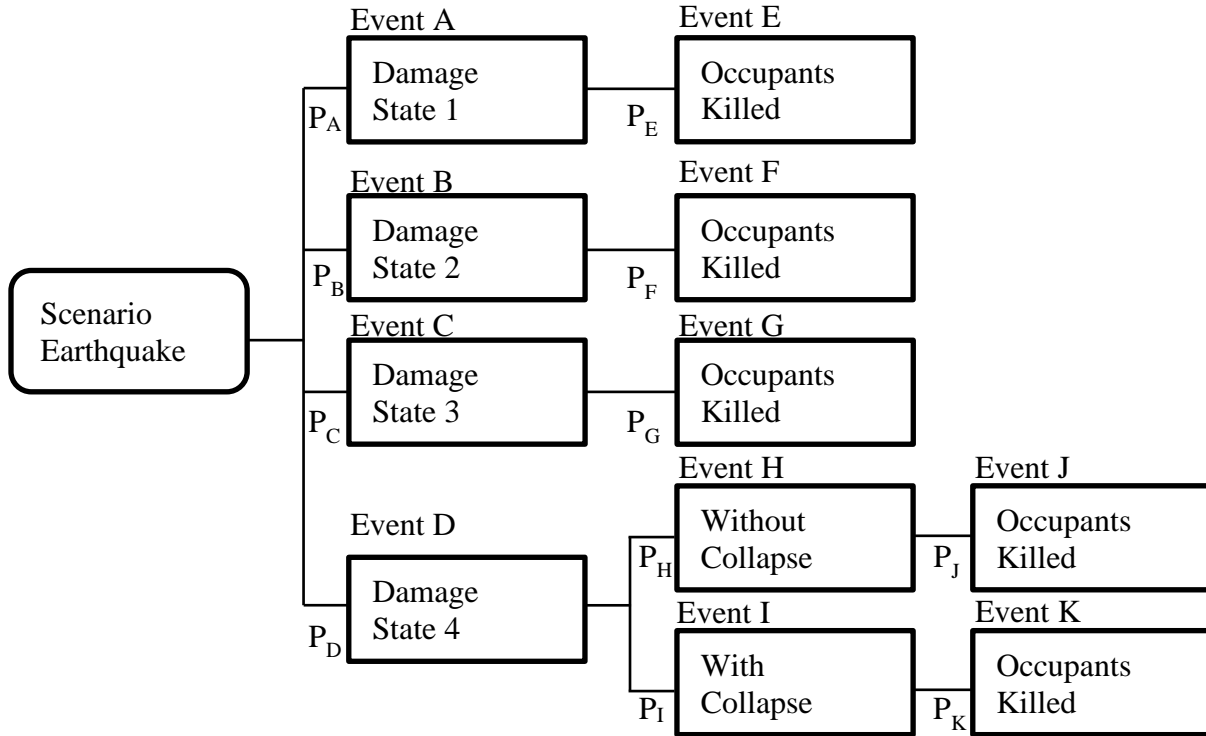 Event A
Event E
Damage
State 1
Occupants
Killed
P_A
P_E
Event B
Event F
Damage
State 2
Occupants
Killed
P_B
P_F
Scenario
Earthquake
Event C
Event G
Damage
State 3
Occupants
Killed
P_C
P_G
Event H
Event J
Without
Collapse
Occupants
Killed
P_H
P_J
Event D
Damage
State 4
P_D
Event I
Event K
With
Collapse
Occupants
Killed
P_I
P_K